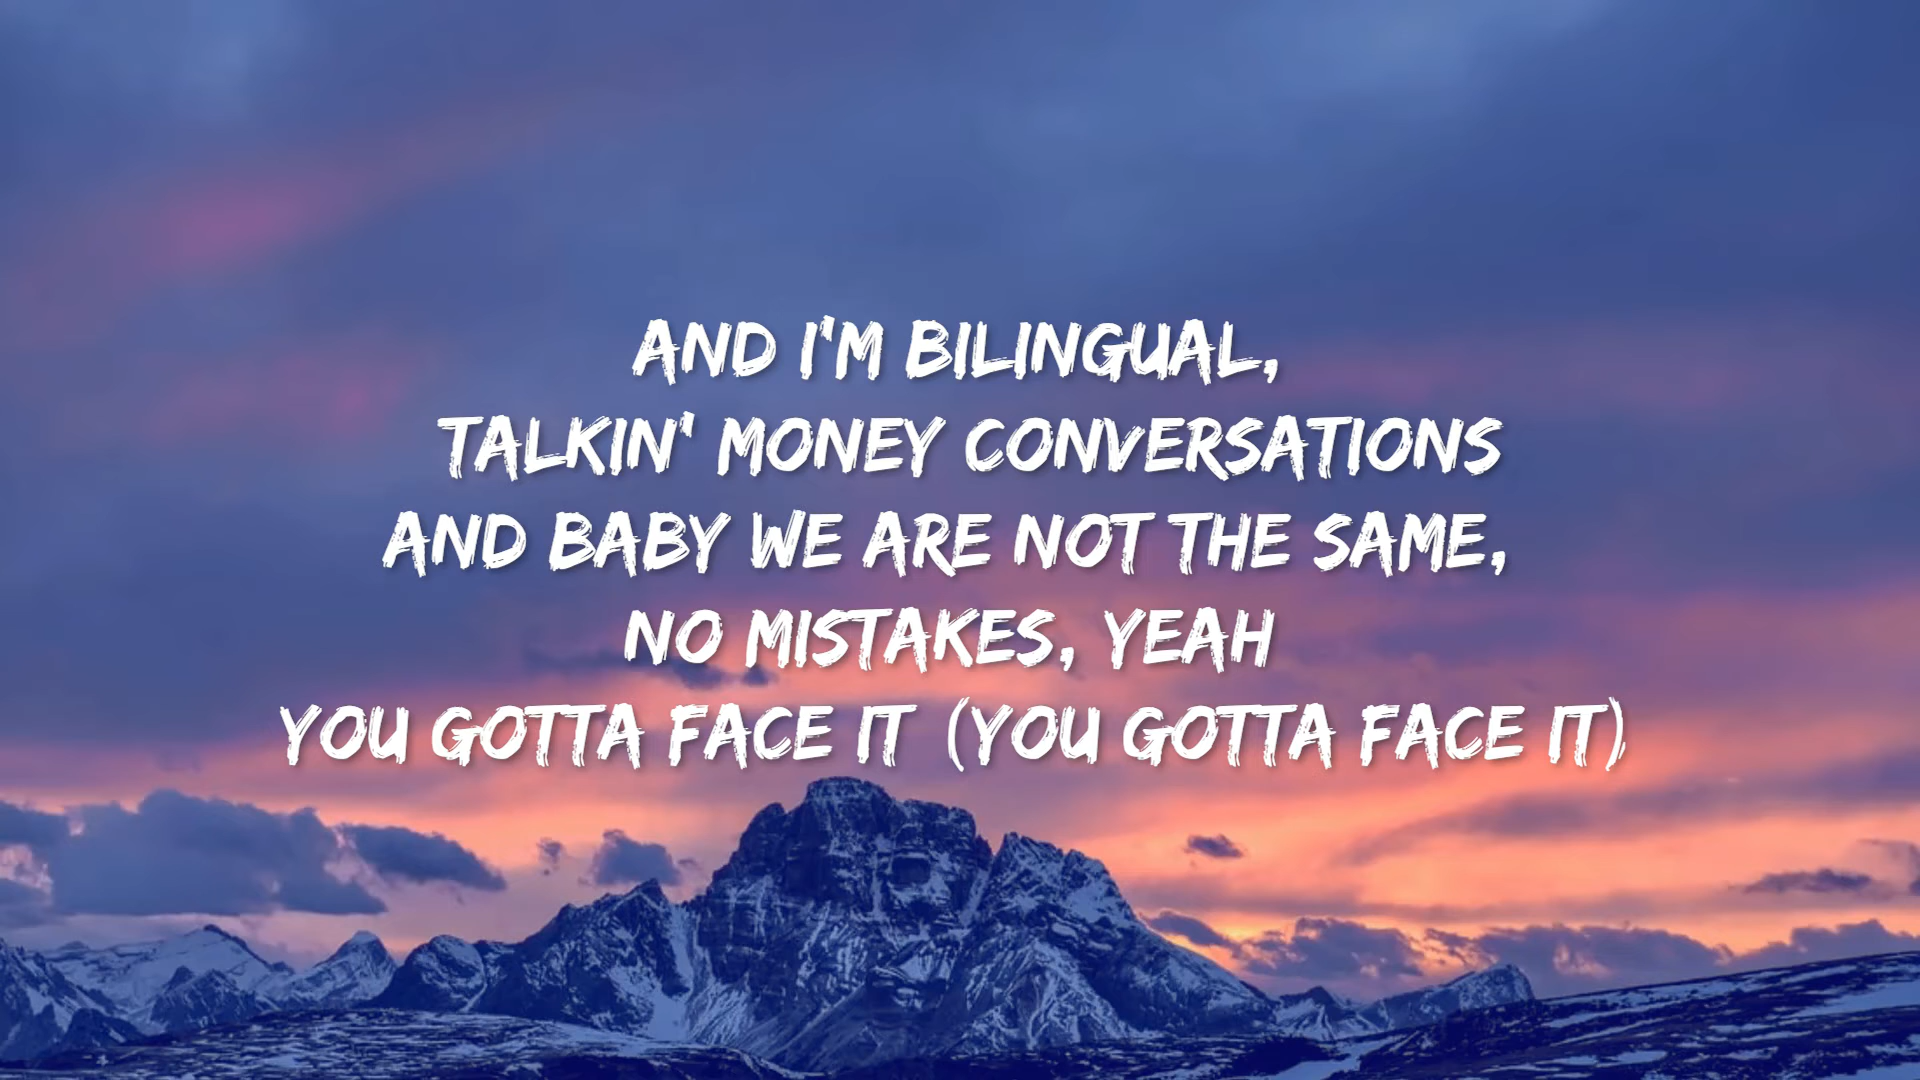 AND I'M BILINGUAL,
TALKIN' MONEY CONVERSATIONS
AND BABY WE ARE NOT THE SAME,
NO MISTAKES, YEAH
YOU GOTTA FACE IT (YOU GOTTA FACE IT)